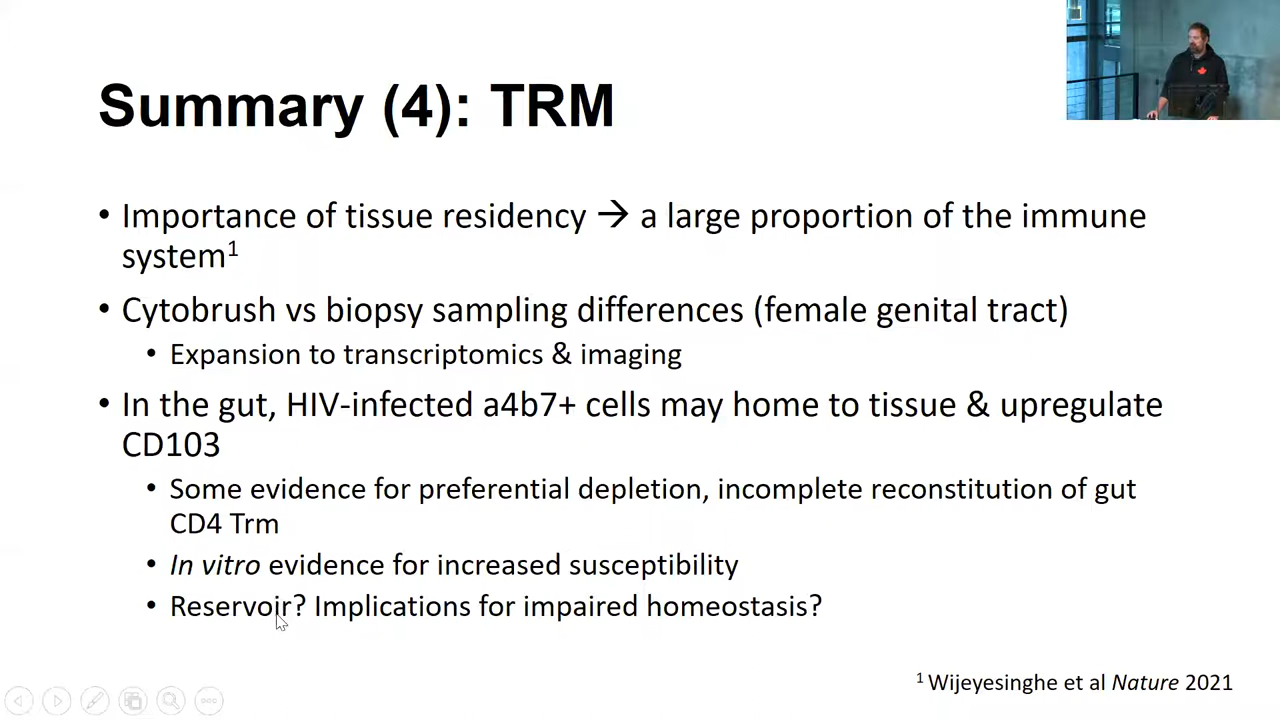 Summary (4): TRM
• Importance of tissue residency → a large proportion of the immune
system¹
• Cytobrush vs biopsy sampling differences (female genital tract)
• Expansion to transcriptomics & imaging
• In the gut, HIV-infected a4b7+ cells may home to tissue & upregulate
CD103
• Some evidence for preferential depletion, incomplete reconstitution of gut
CD4 Trm
• In vitro evidence for increased susceptibility
• Reservoir? Implications for impaired homeostasis?
¹ Wijeyesinghe et al Nature 2021